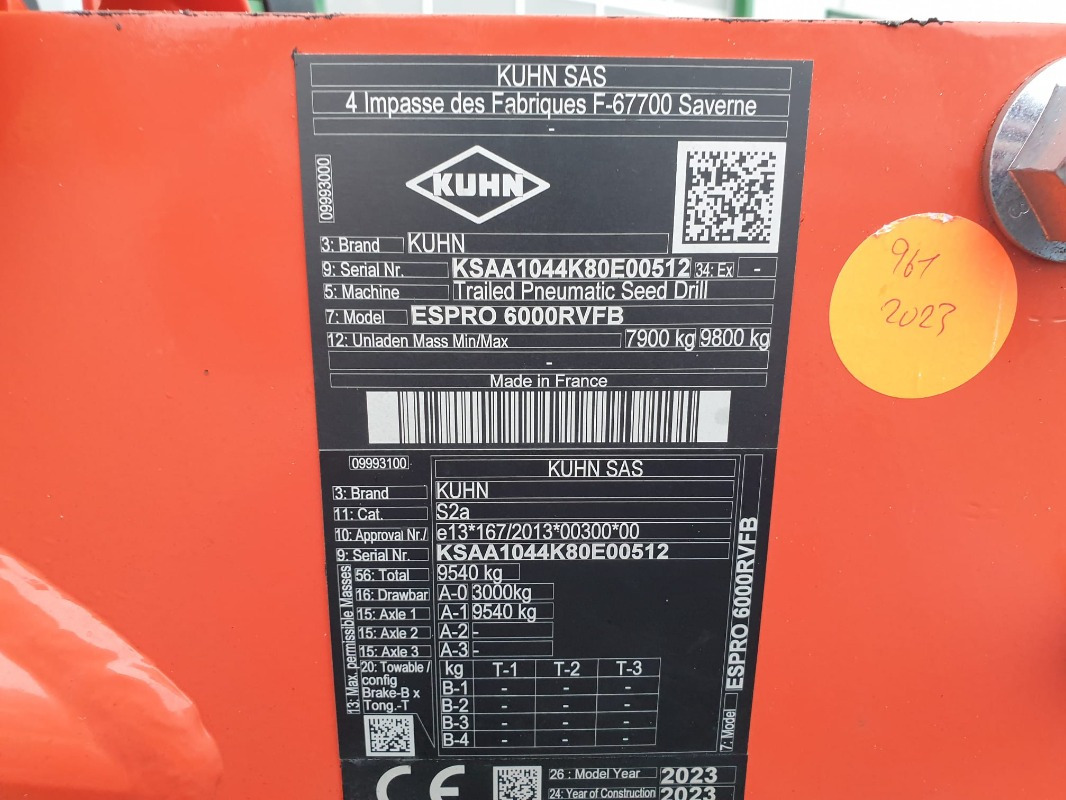 KUHN SAS
4 Impasse des Fabriques F-67700 Saverne
-
09993000
KUHN
3: Brand KUHN
9: Serial Nr. KSAA1044K80E00512 34: Ex -
5: Machine Trailed Pneumatic Seed Drill
7: Model ESPRO 6000RVFB
12: Unladen Mass Min/Max 7900 kg 9800 kg
-
Made in France
961
2023
09993100 KUHN SAS
3: Brand KUHN
11: Cat. S2a
10: Approval Nr./ e13*167/2013*00300*00
9: Serial Nr. KSAA1044K80E00512
13: Max. permissible Masses
56: Total 9540 kg
16: Drawbar A-0 3000kg
15: Axle 1 A-1 9540 kg
15: Axle 2 A-2 -
15: Axle 3 A-3 -
20: Towable /
config
Brake-B x
Tong.-T
kg T-1 T-2 T-3
B-1 - - -
B-2 - - -
B-3 - - -
B-4 - - -
7: Model ESPRO 6000RVFB
CE
26 : Model Year 2023
24: Year of Construction 2023